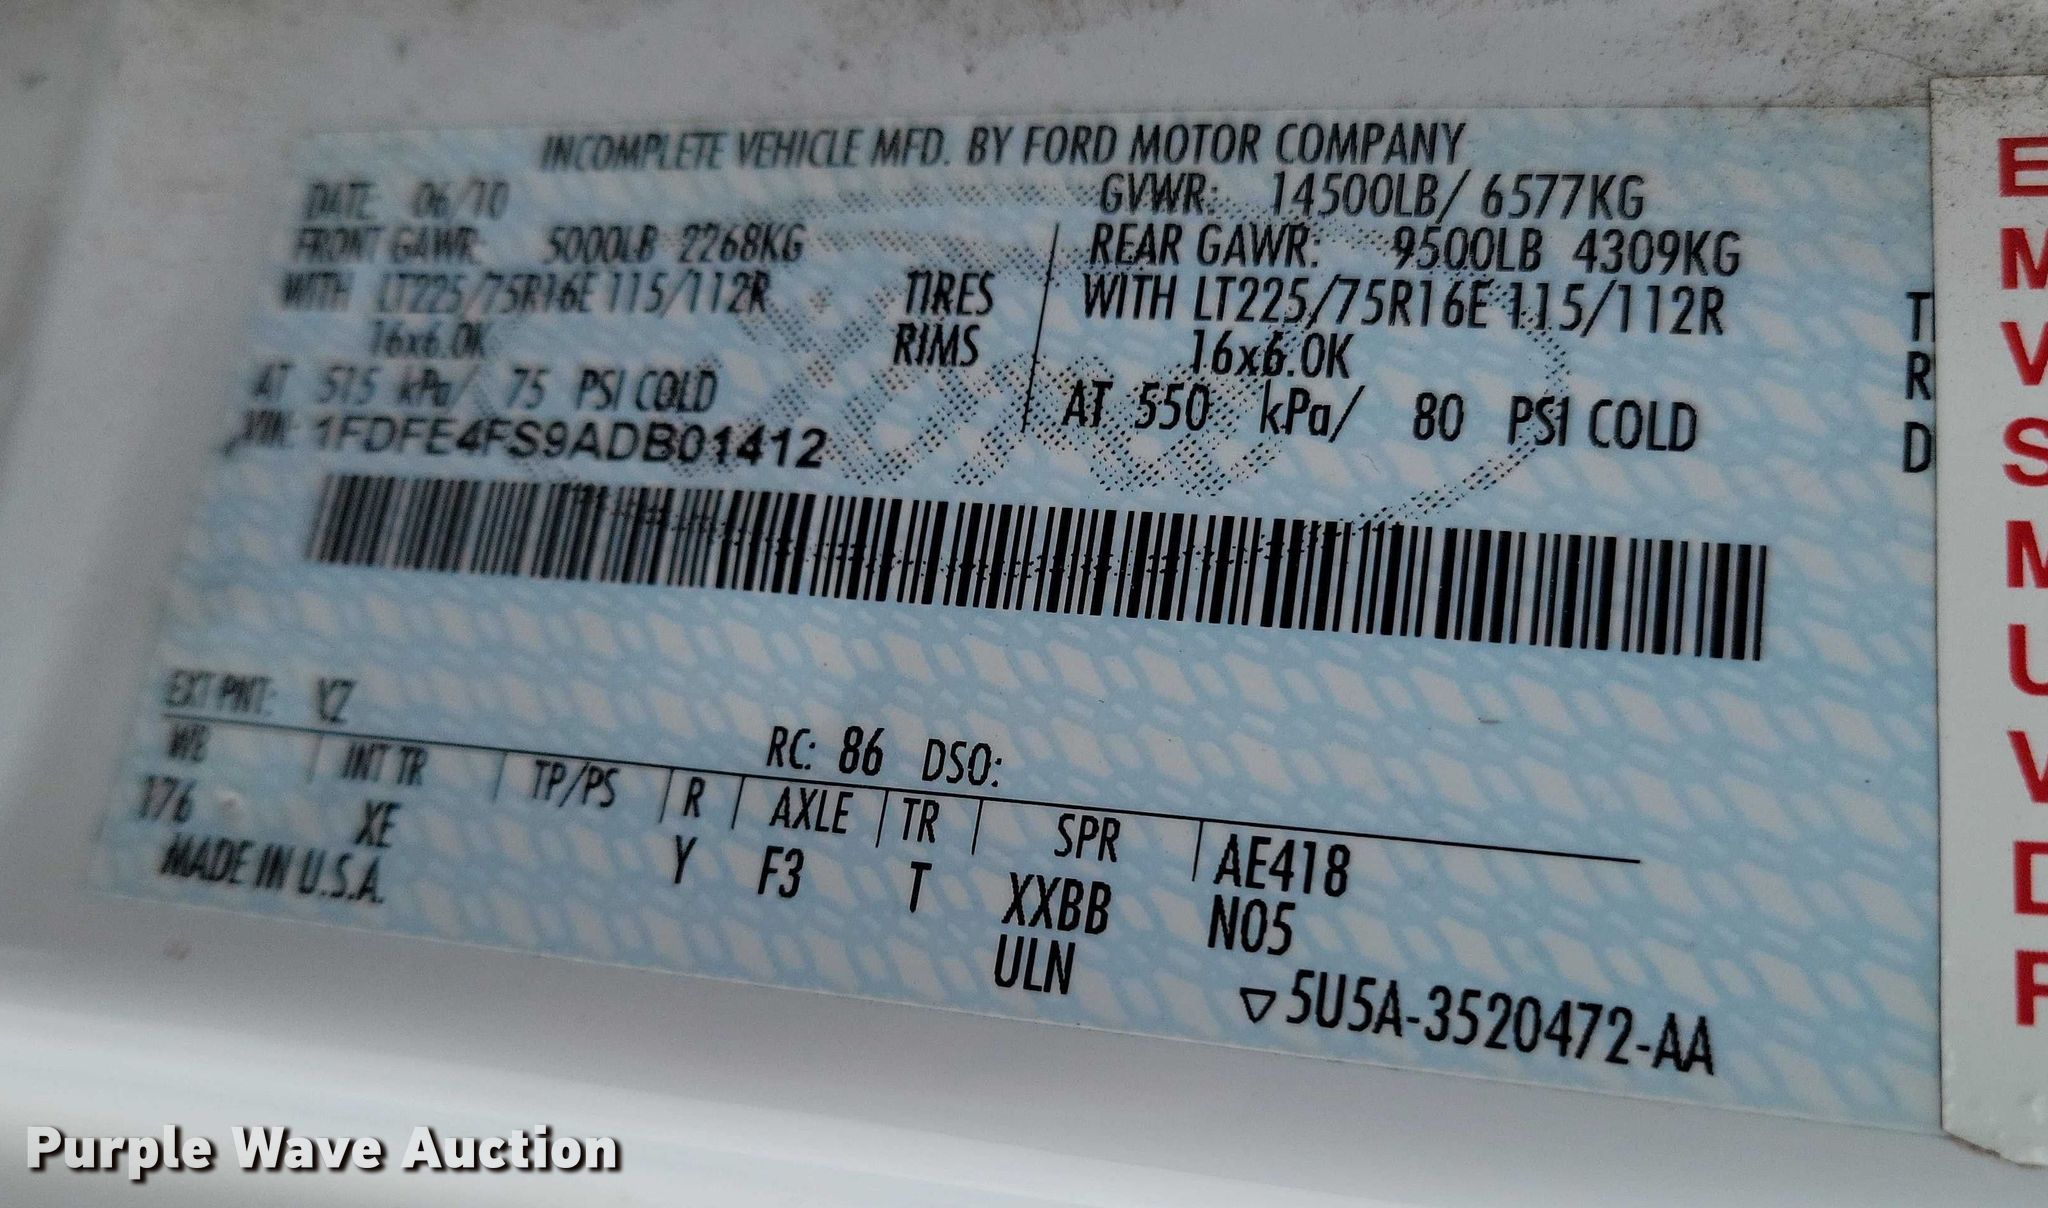 INCOMPLETE VEHICLE MFD. BY FORD MOTOR COMPANY
DATE: 06/10 GVWR: 14500LB/ 6577KG
FRONT GAWR: 5000LB 2268KG REAR GAWR: 9500LB 4309KG
WITH LT225/75R16E 115/112R TIRES WITH LT225/75R16E 115/112R T
16x6.0K RIMS 16x6.0K R
AT 515 kPa/ 75 PSI COLD AT 550 kPa/ 80 PSI COLD D
VIN: 1FDFE4FS9ADB01412
EXT PNT: YZ RC: 86 DSO:
WB INT TR TP/PS R AXLE TR SPR AE418
176 XE Y F3 T XXBB N05
MADE IN U.S.A. ULN
▽5U5A-3520472-AA
E
M
V
S
M
U
V
D
Purple Wave Auction